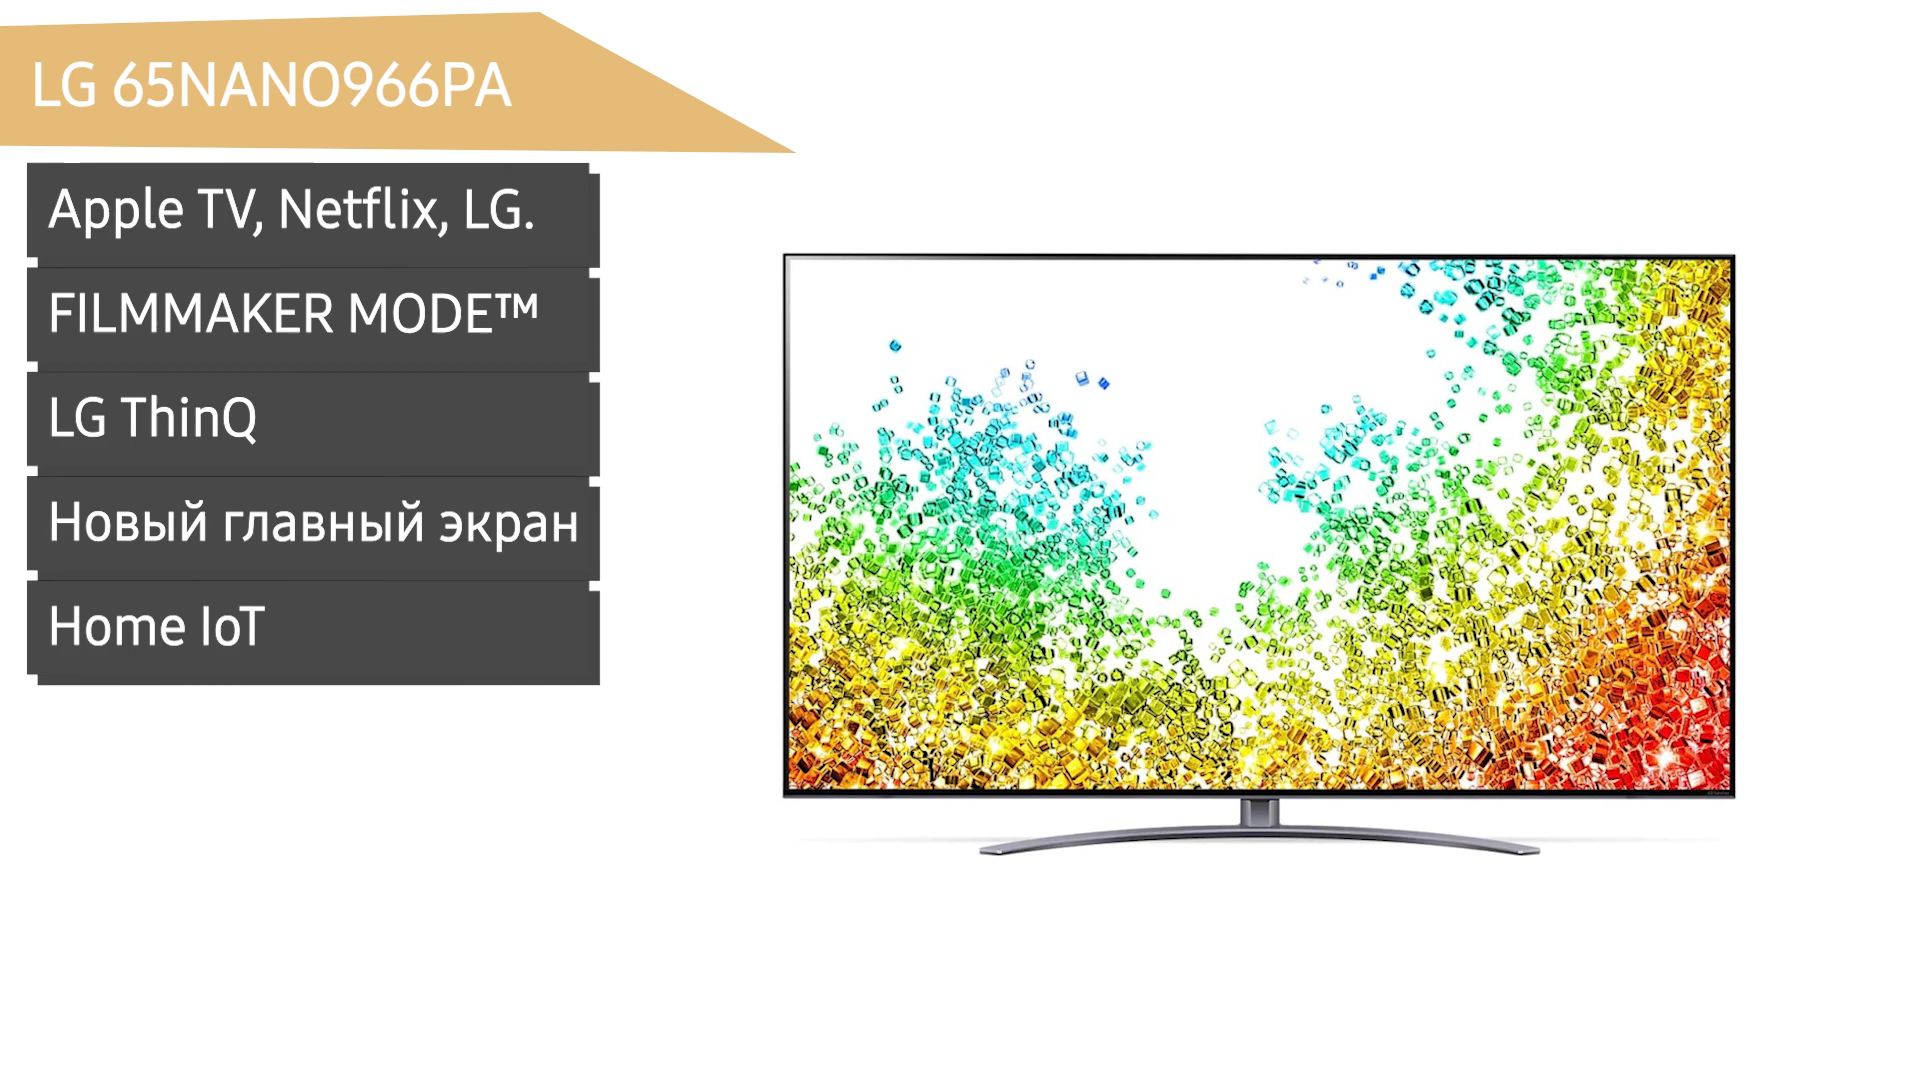 LG 65NANO966PA
Apple TV, Netflix, LG.
FILMMAKER MODE™
LG ThinQ
Новый главный экран
Home IoT